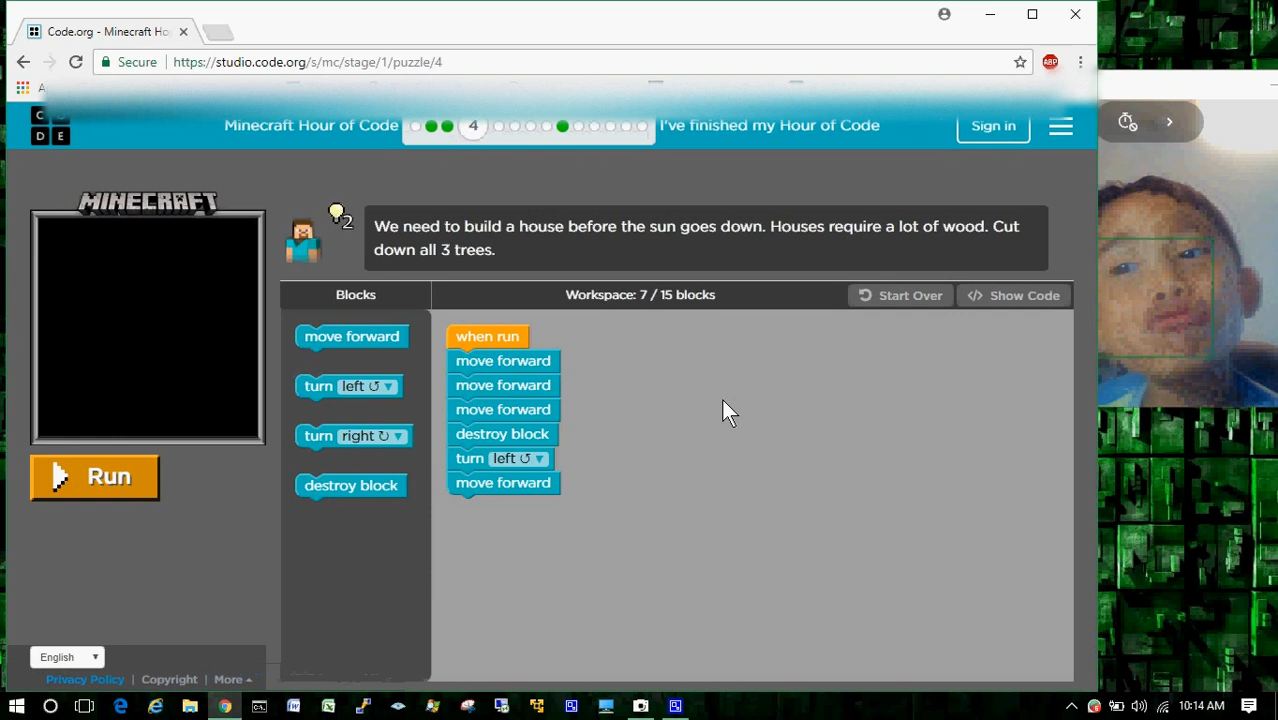 Code.org - Minecraft Ho
Secure https://studio.code.org/s/mc/stage/1/puzzle/4
ABP
C
D E
Minecraft Hour of Code
4
I've finished my Hour of Code
Sign in
MINECRAFT
2
We need to build a house before the sun goes down. Houses require a lot of wood. Cut
down all 3 trees.
Blocks
Workspace: 7 / 15 blocks
Start Over
</> Show Code
move forward
turn left
turn right
destroy block
when run
move forward
move forward
move forward
destroy block
turn left
move forward
Run
English
Privacy Policy | Copyright | More
10:14 AM